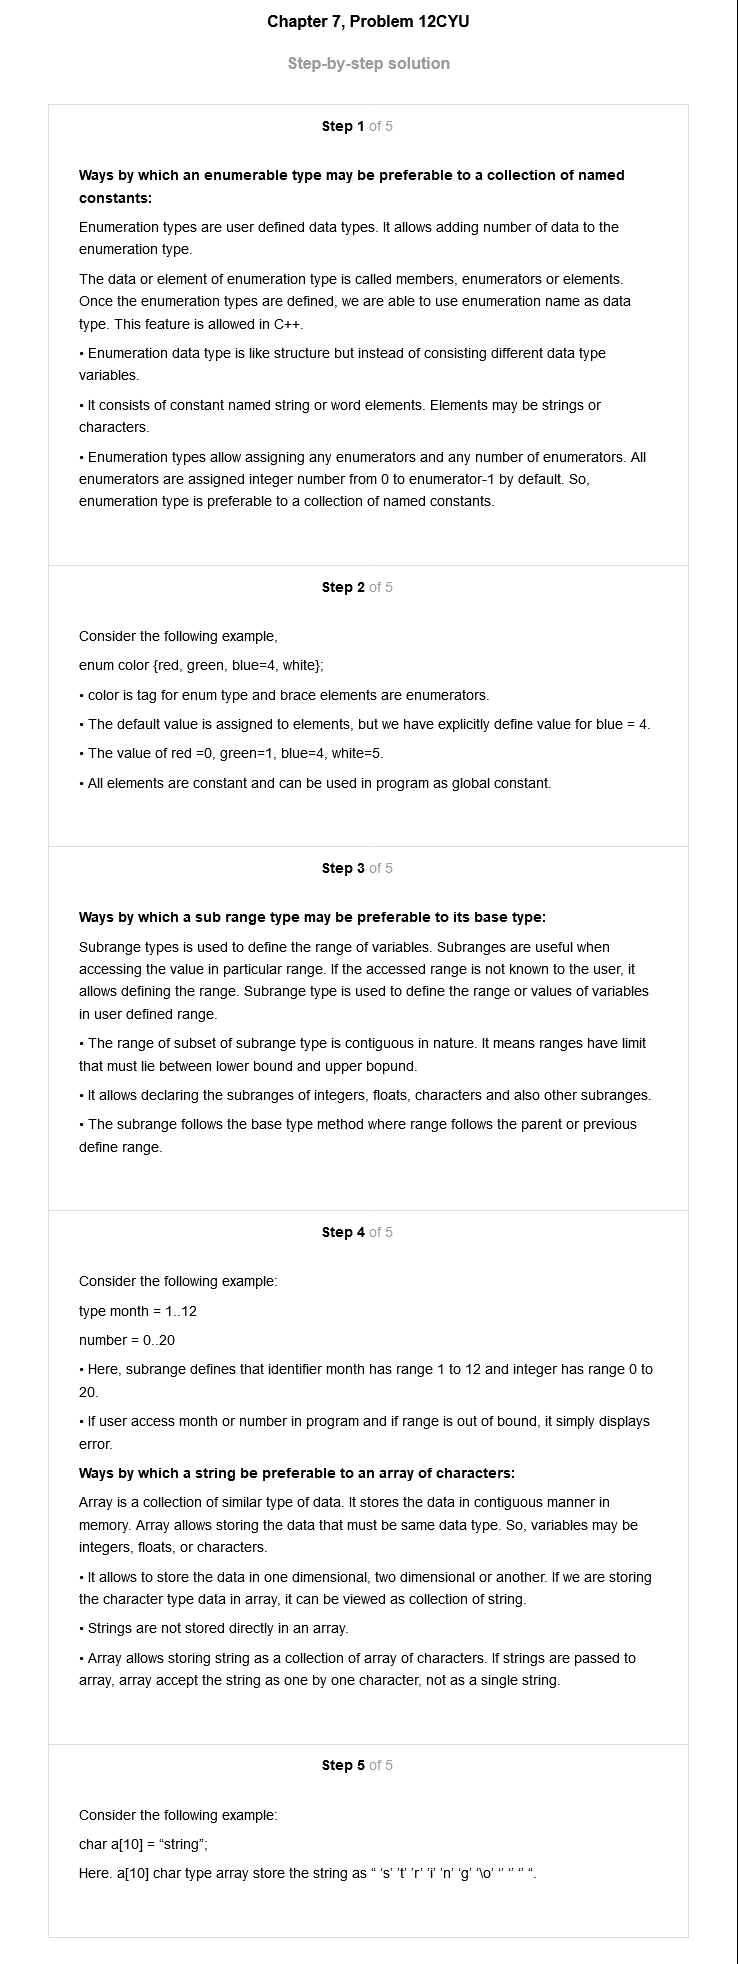 Chapter 7, Problem 12CYU
Step-by-step solution
Step 1 of 5
Ways by which an enumerable type may be preferable to a collection of named
constants:
Enumeration types are user defined data types. It allows adding number of data to the
enumeration type.
The data or element of enumeration type is called members, enumerators or elements.
Once the enumeration types are defined, we are able to use enumeration name as data
type. This feature is allowed in C++.
• Enumeration data type is like structure but instead of consisting different data type
variables.
• It consists of constant named string or word elements. Elements may be strings or
characters.
• Enumeration types allow assigning any enumerators and any number of enumerators. All
enumerators are assigned integer number from 0 to enumerator-1 by default. So,
enumeration type is preferable to a collection of named constants.
Step 2 of 5
Consider the following example,
enum color {red, green, blue=4, white};
• color is tag for enum type and brace elements are enumerators.
• The default value is assigned to elements, but we have explicitly define value for blue = 4.
• The value of red =0, green=1, blue=4, white=5.
• All elements are constant and can be used in program as global constant.
Step 3 of 5
Ways by which a sub range type may be preferable to its base type:
Subrange types is used to define the range of variables. Subranges are useful when
accessing the value in particular range. If the accessed range is not known to the user, it
allows defining the range. Subrange type is used to define the range or values of variables
in user defined range.
• The range of subset of subrange type is contiguous in nature. It means ranges have limit
that must lie between lower bound and upper bopund.
• It allows declaring the subranges of integers, floats, characters and also other subranges.
• The subrange follows the base type method where range follows the parent or previous
define range.
Step 4 of 5
Consider the following example:
type month = 1..12
number = 0..20
• Here, subrange defines that identifier month has range 1 to 12 and integer has range 0 to
20.
• If user access month or number in program and if range is out of bound, it simply displays
error.
Ways by which a string be preferable to an array of characters:
Array is a collection of similar type of data. It stores the data in contiguous manner in
memory. Array allows storing the data that must be same data type. So, variables may be
integers, floats, or characters.
• It allows to store the data in one dimensional, two dimensional or another. If we are storing
the character type data in array, it can be viewed as collection of string.
• Strings are not stored directly in an array.
• Array allows storing string as a collection of array of characters. If strings are passed to
array, array accept the string as one by one character, not as a single string.
Step 5 of 5
Consider the following example:
char a[10] = “string”;
Here. a[10] char type array store the string as “ ‘s’ ’t’ ’r’ ’i’ ’n’ ‘g’ ‘\o’ ‘’ ‘’ ‘’ “.